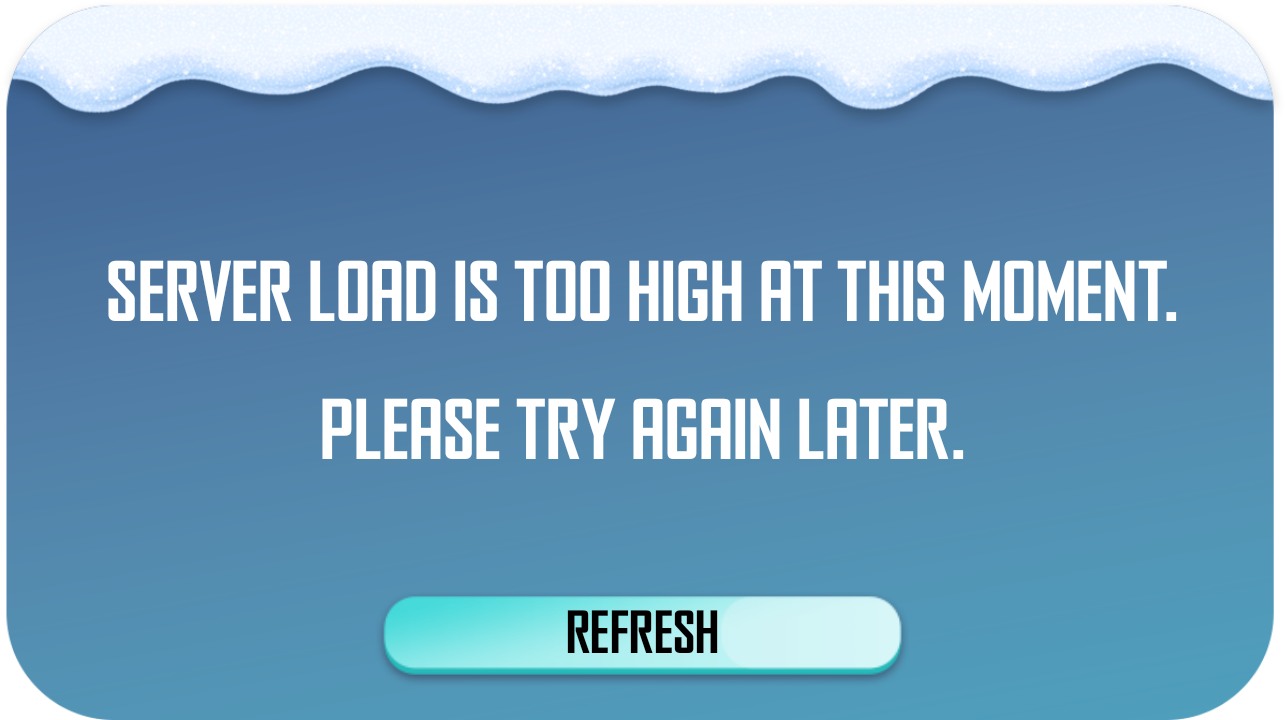 SERVER LOAD IS TOO HIGH AT THIS MOMENT.
PLEASE TRY AGAIN LATER.
REFRESH